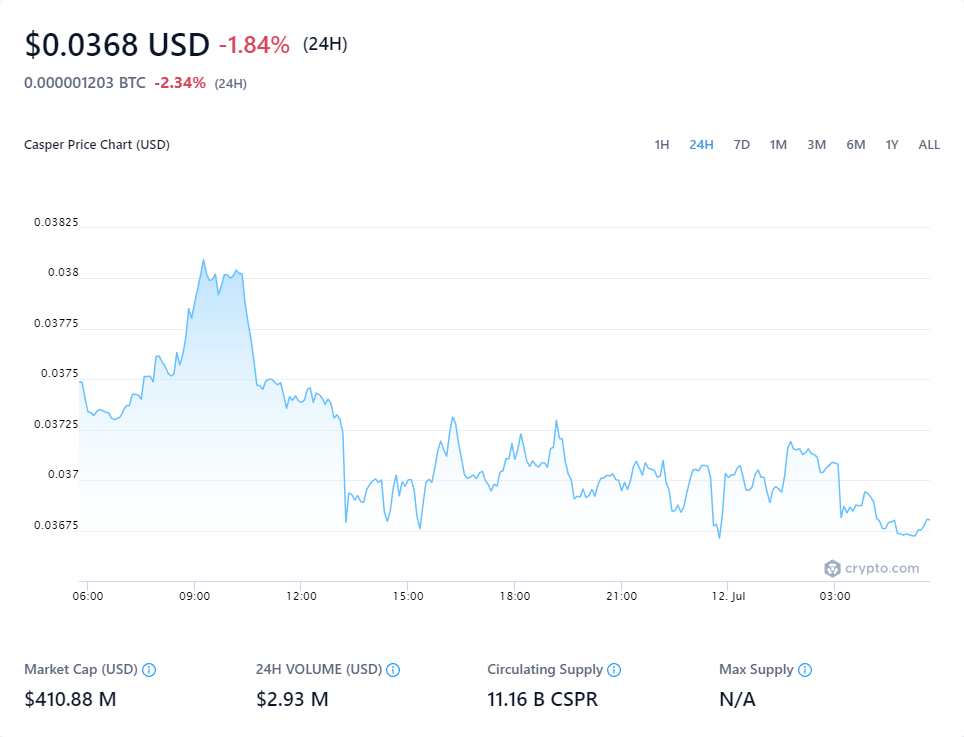 $0.0368 USD -1.84% (24H)
0.000001203 BTC -2.34% (24H)
Casper Price Chart (USD) 1H 24H 7D 1M 3M 6M 1Y ALL
0.03825
0.038
0.03775
0.0375
0.03725
0.037
0.03675
crypto.com
06:00 09:00 12:00 15:00 18:00 21:00 12. Jul 03:00
Market Cap (USD) 24H VOLUME (USD) Circulating Supply Max Supply
$410.88 M $2.93 M 11.16 B CSPR N/A